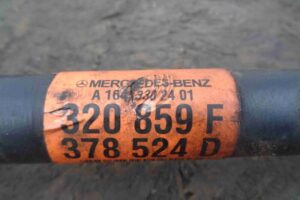 MERCEDES-BENZ
A 164 330 24 01
320 859 F
378 524 D